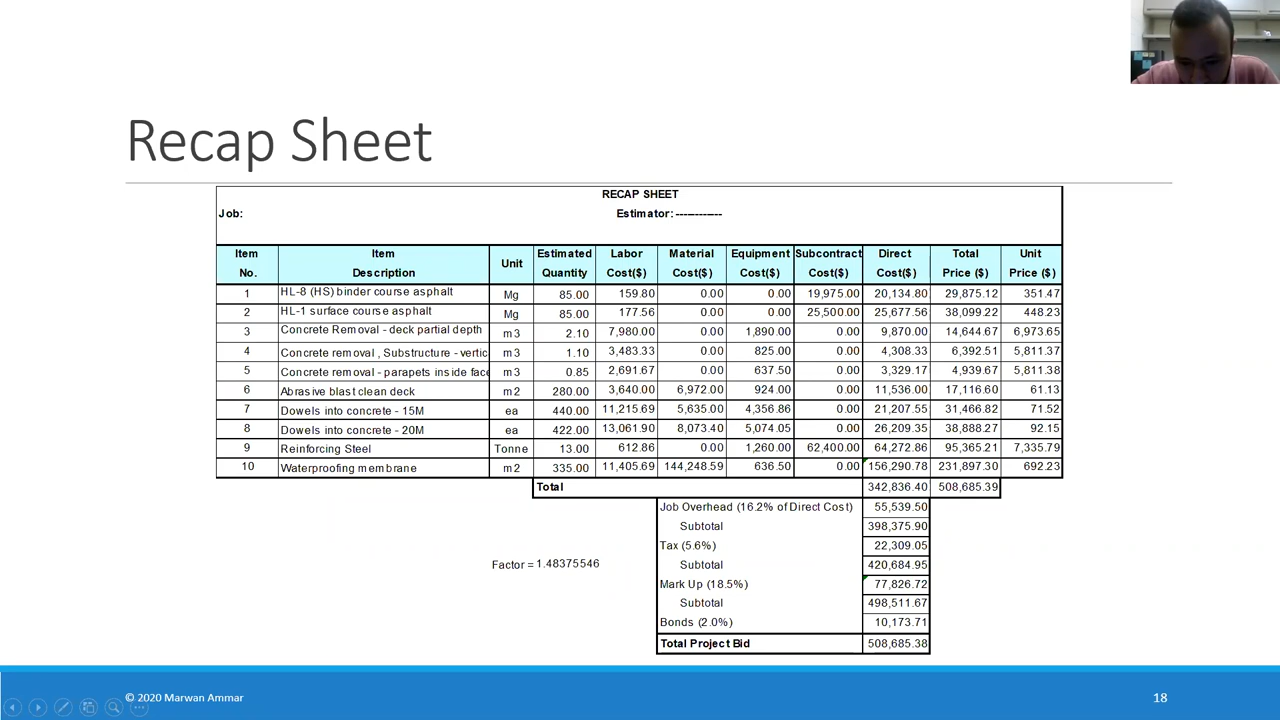 Recap Sheet
RECAP SHEET
Job: Estimator: ------------
Item No. Item Description Unit Estimated Quantity Labor Cost($) Material Cost($) Equipment Cost($) Subcontract Cost($) Direct Cost($) Total Price ($) Unit Price ($)
1 HL-8 (HS) binder course asphalt Mg 85.00 159.80 0.00 0.00 19,975.00 20,134.80 29,875.12 351.47
2 HL-1 surface course asphalt Mg 85.00 177.56 0.00 0.00 25,500.00 25,677.56 38,099.22 448.23
3 Concrete Removal - deck partial depth m3 2.10 7,980.00 0.00 1,890.00 0.00 9,870.00 14,644.67 6,973.65
4 Concrete removal , Substructure - vertic m3 1.10 3,483.33 0.00 825.00 0.00 4,308.33 6,392.51 5,811.37
5 Concrete removal - parapets inside face m3 0.85 2,691.67 0.00 637.50 0.00 3,329.17 4,939.67 5,811.38
6 Abrasive blast clean deck m2 280.00 3,640.00 6,972.00 924.00 0.00 11,536.00 17,116.60 61.13
7 Dowels into concrete - 15M ea 440.00 11,215.69 5,635.00 4,356.86 0.00 21,207.55 31,466.82 71.52
8 Dowels into concrete - 20M ea 422.00 13,061.90 8,073.40 5,074.05 0.00 26,209.35 38,888.27 92.15
9 Reinforcing Steel Tonne 13.00 612.86 0.00 1,260.00 62,400.00 64,272.86 95,365.21 7,335.79
10 Waterproofing membrane m2 335.00 11,405.69 144,248.59 636.50 0.00 156,290.78 231,897.30 692.23
Total 342,836.40 508,685.39
Job Overhead (16.2% of Direct Cost) 55,539.50
Subtotal 398,375.90
Tax (5.6%) 22,309.05
Factor = 1.48375546 Subtotal 420,684.95
Mark Up (18.5%) 77,826.72
Subtotal 498,511.67
Bonds (2.0%) 10,173.71
Total Project Bid 508,685.38
© 2020 Marwan Ammar 18